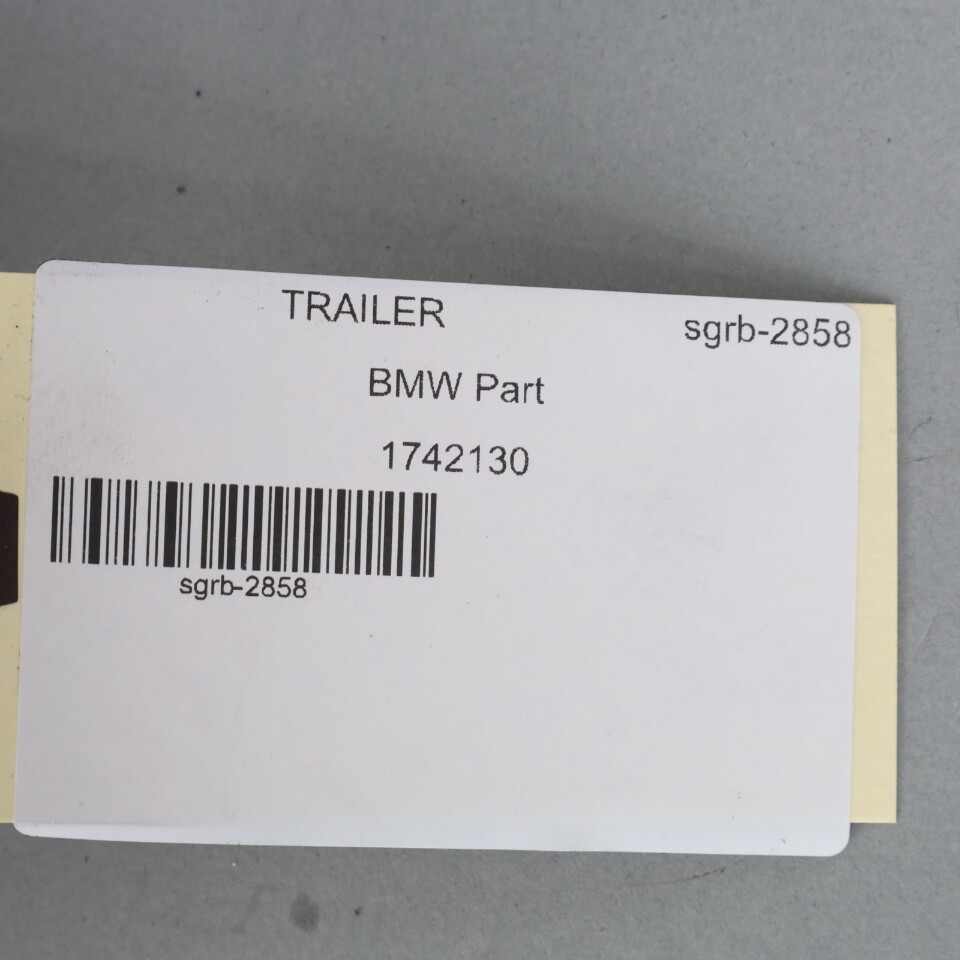 TRAILER
sgrb-2858
BMW Part
1742130
sgrb-2858